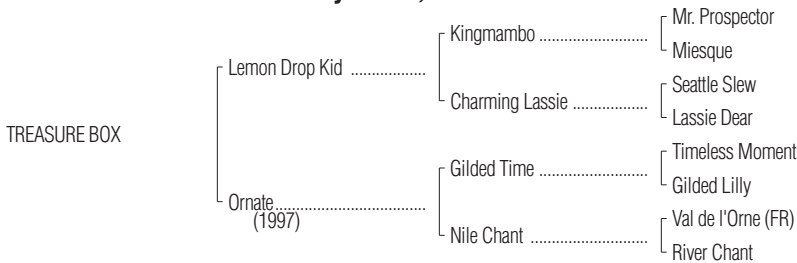 Mr. Prospector
Kingmambo ..........................
Miesque
Lemon Drop Kid ..................
Seattle Slew
Charming Lassie ..................
Lassie Dear
TREASURE BOX
Timeless Moment
Gilded Time ..........................
Gilded Lilly
Ornate....................................
(1997)
Val de l'Orne (FR)
Nile Chant ............................
River Chant